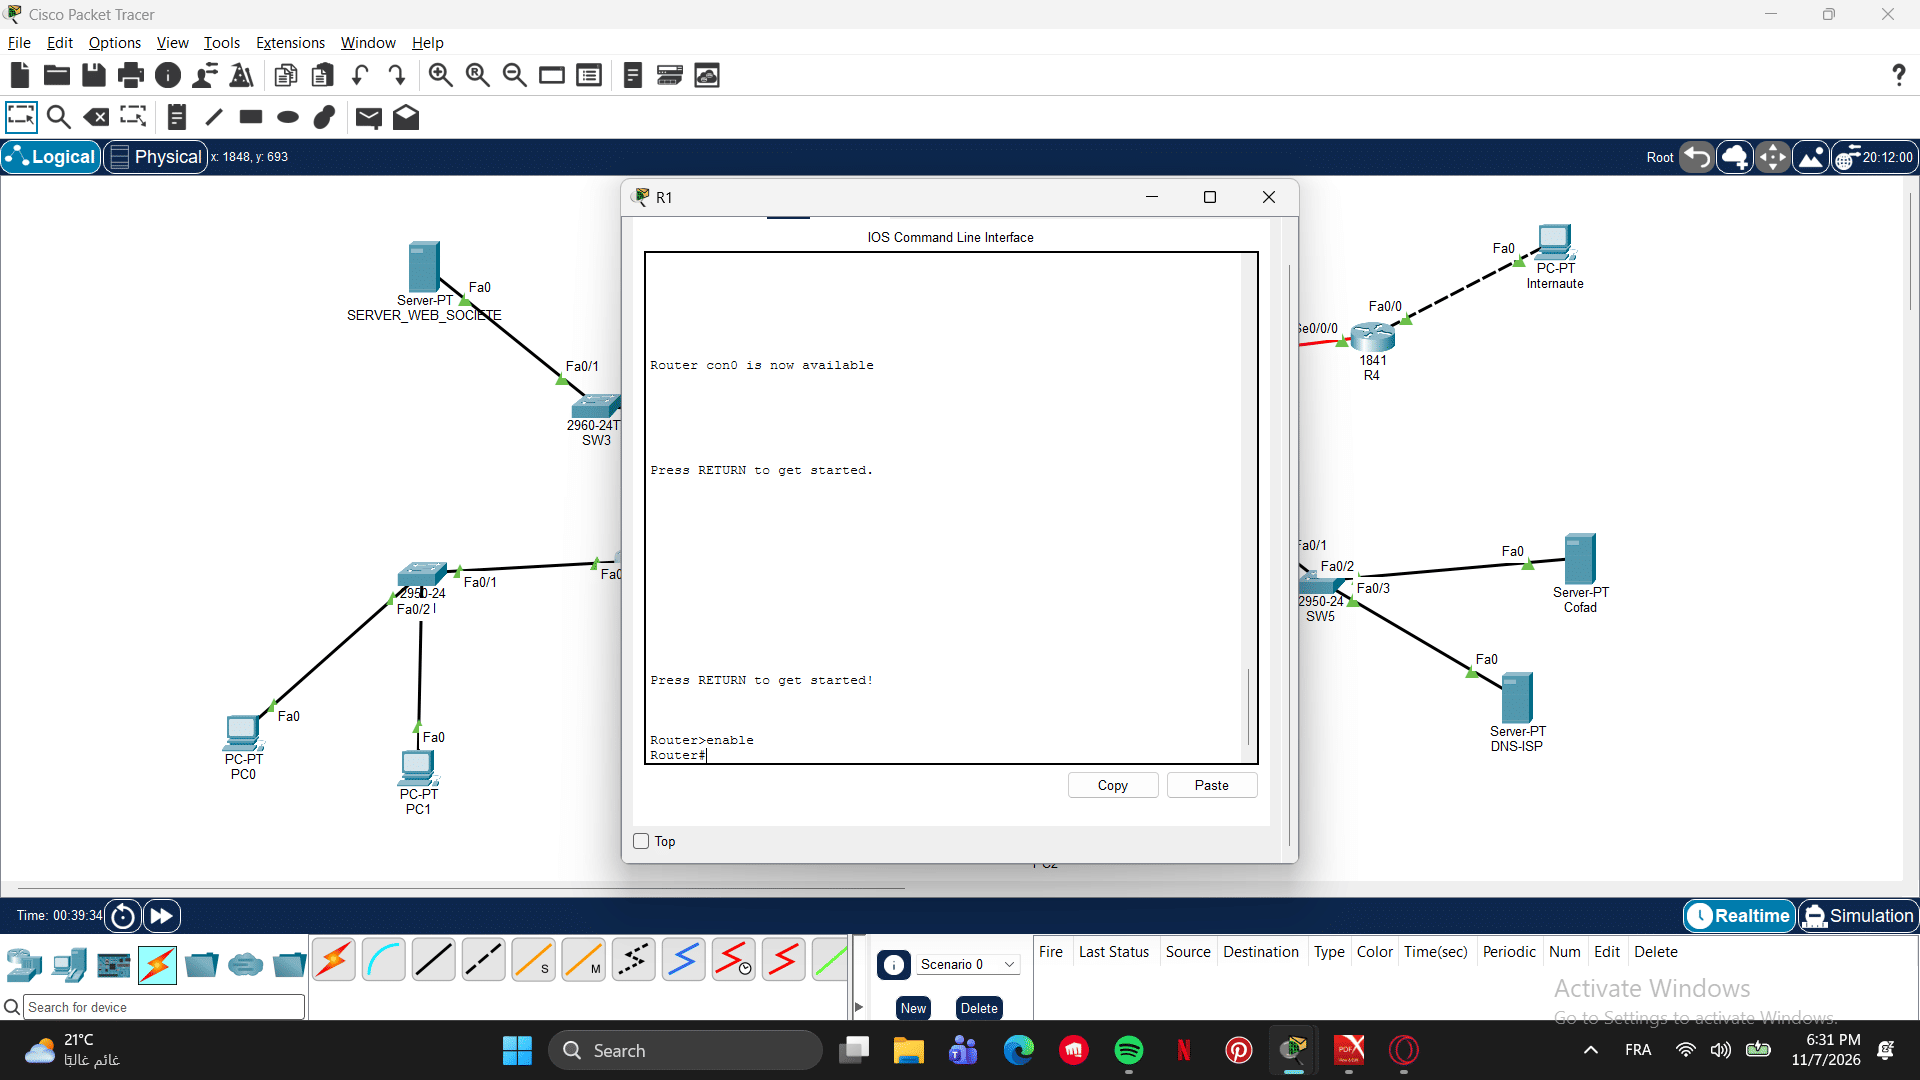 Cisco Packet Tracer
File Edit Options View Tools Extensions Window Help
Logical Physical x: 1848, y: 693 Root 20:12:00
R1
IOS Command Line Interface
Router con0 is now available
Press RETURN to get started.
Press RETURN to get started!
Router>enable
Router#
Copy Paste
Top
Fa0
Server-PT
SERVER_WEB_SOCIETE
Fa0/1
2960-24T
SW3
Fa0
PC-PT
Internaute
Fa0/0
Se0/0/0
1841
R4
Fa0/1
2950-24
Fa0/2
Fa0
PC-PT
PC0
Fa0
PC-PT
PC1
Fa0/1
Fa0/2
Fa0/3
2950-24
SW5
Fa0
Server-PT
Cofad
Fa0
Server-PT
DNS-ISP
PC2
Time: 00:39:34 Realtime Simulation
S M
Scenario 0
New Delete
Fire Last Status Source Destination Type Color Time(sec) Periodic Num Edit Delete
Search for device
Activate Windows
Go to Settings to activate Windows.
21°C
غائم غالبًا
Search
FRA
6:31 PM
11/7/2026